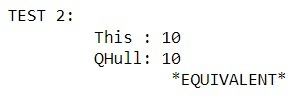 TEST 2:
This : 10
QHull: 10
*EQUIVALENT*